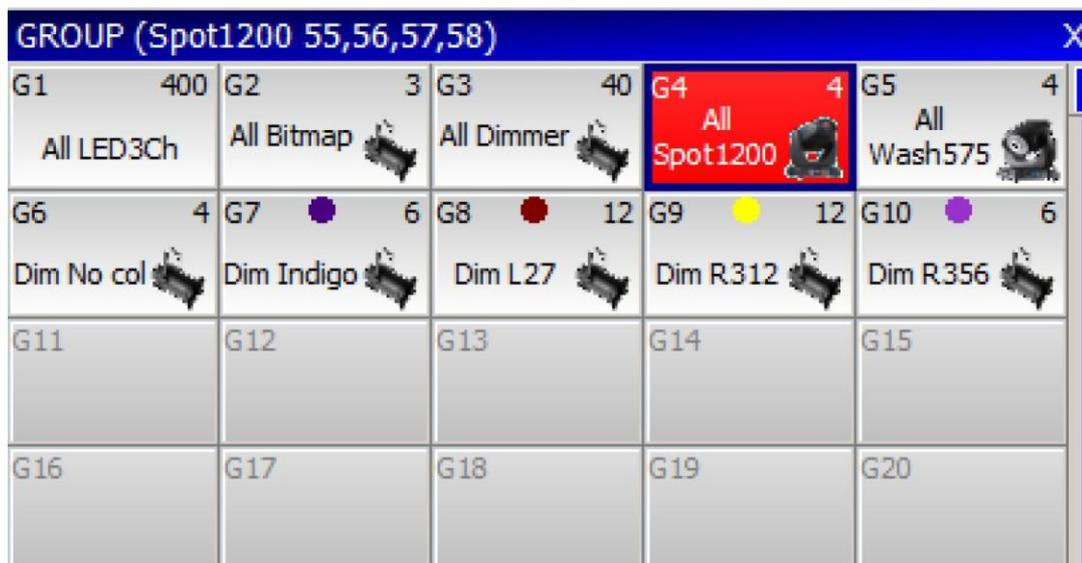 GROUP (Spot1200 55,56,57,58) X
G1 400 G2 3 G3 40 G4 4 G5 4
All LED3Ch
All Bitmap
All Dimmer
All
Spot1200
All
Wash575
G6 4 G7 6 G8 12 G9 12 G10 6
Dim No col
Dim Indigo
Dim L27
Dim R312
Dim R356
G11 G12 G13 G14 G15
G16 G17 G18 G19 G20